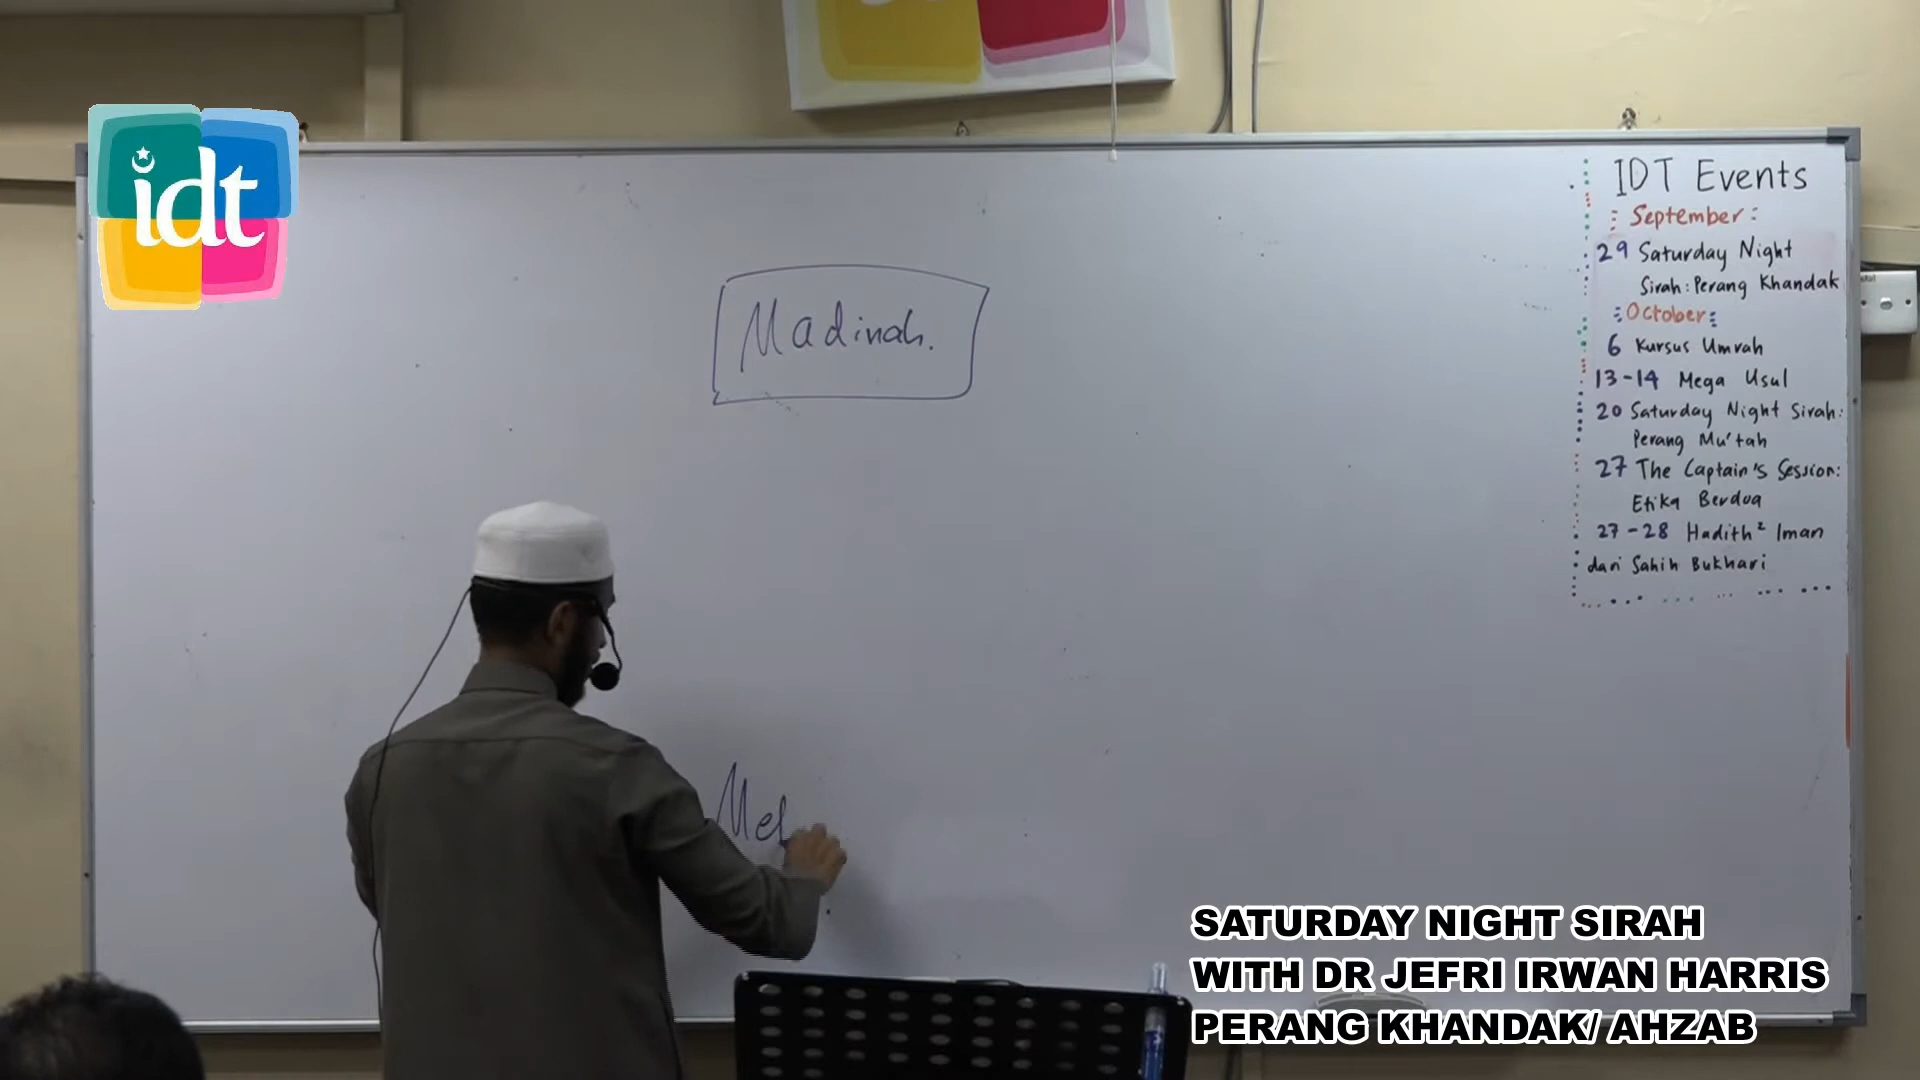 idt
Madinah.
IDT Events
September:
29 Saturday Night
Sirah: Perang Khandak
October:
6 Kursus Umrah
13-14 Mega Usul
20 Saturday Night Sirah:
Perang Mu'tah
27 The Captain's Session:
Etika Berdoa
27-28 Hadith² Iman
dari Sahih Bukhari
SATURDAY NIGHT SIRAH
WITH DR JEFRI IRWAN HARRIS
PERANG KHANDAK/ AHZAB